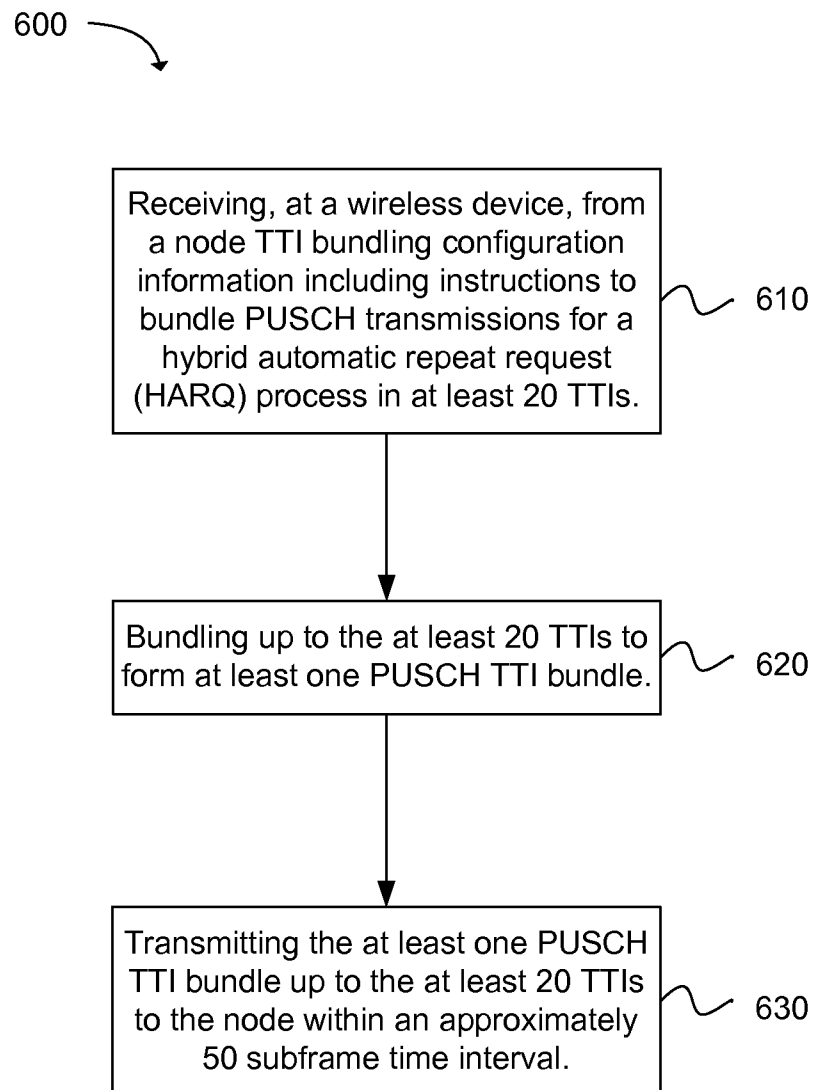 600
Receiving, at a wireless device, from
a node TTI bundling configuration
information including instructions to
bundle PUSCH transmissions for a
hybrid automatic repeat request
(HARQ) process in at least 20 TTIs.
610
Bundling up to the at least 20 TTIs to
form at least one PUSCH TTI bundle.
620
Transmitting the at least one PUSCH
TTI bundle up to the at least 20 TTIs
to the node within an approximately
50 subframe time interval.
630